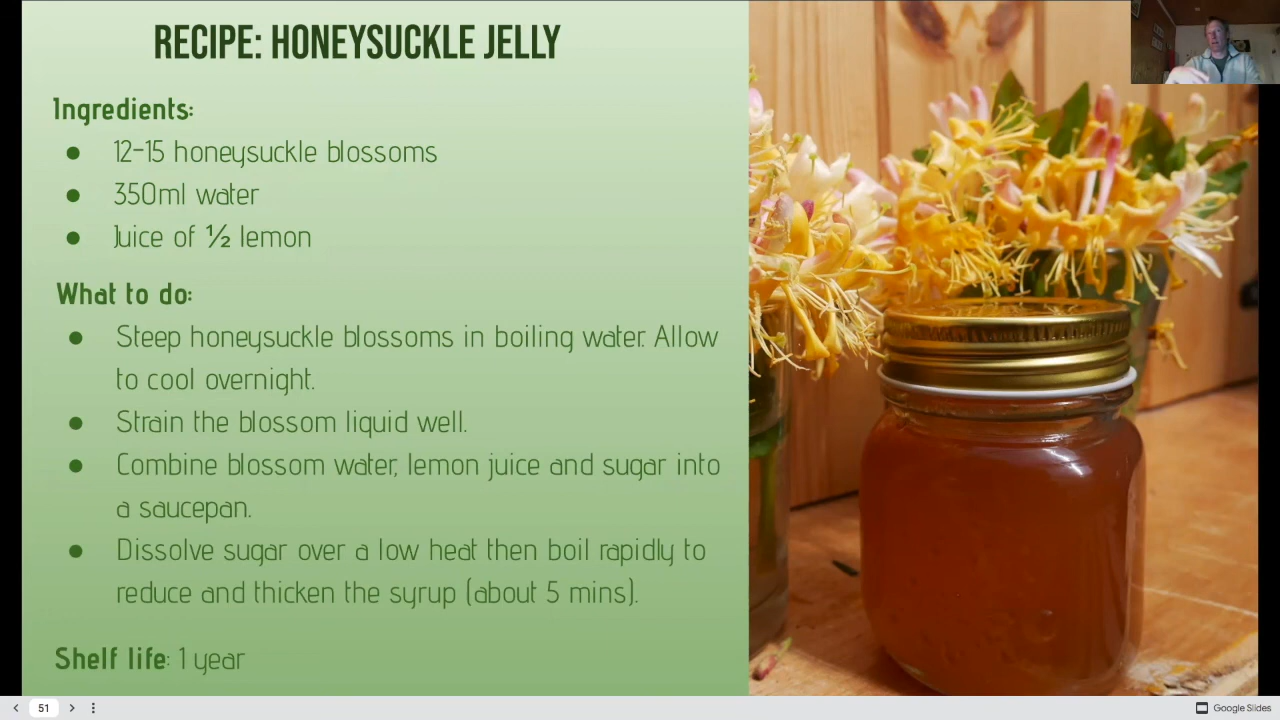 RECIPE: HONEYSUCKLE JELLY
Ingredients:
● 12-15 honeysuckle blossoms
● 350ml water
● Juice of ½ lemon
What to do:
● Steep honeysuckle blossoms in boiling water. Allow
to cool overnight.
● Strain the blossom liquid well.
● Combine blossom water, lemon juice and sugar into
a saucepan.
● Dissolve sugar over a low heat then boil rapidly to
reduce and thicken the syrup (about 5 mins).
Shelf life: 1 year
51
Google Slides